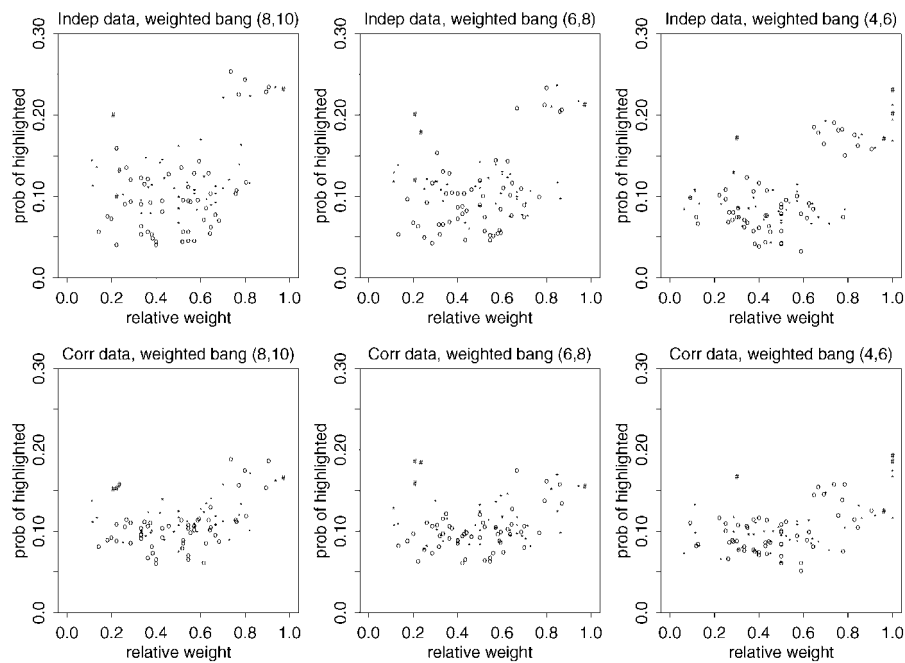 Indep data, weighted bang (8,10)
prob of highlighted
0.0 0.10 0.20 0.30
0.0 0.2 0.4 0.6 0.8 1.0
relative weight
Indep data, weighted bang (6,8)
prob of highlighted
0.0 0.10 0.20 0.30
0.0 0.2 0.4 0.6 0.8 1.0
relative weight
Indep data, weighted bang (4,6)
prob of highlighted
0.0 0.10 0.20 0.30
0.0 0.2 0.4 0.6 0.8 1.0
relative weight
Corr data, weighted bang (8,10)
prob of highlighted
0.0 0.10 0.20 0.30
0.0 0.2 0.4 0.6 0.8 1.0
relative weight
Corr data, weighted bang (6,8)
prob of highlighted
0.0 0.10 0.20 0.30
0.0 0.2 0.4 0.6 0.8 1.0
relative weight
Corr data, weighted bang (4,6)
prob of highlighted
0.0 0.10 0.20 0.30
0.0 0.2 0.4 0.6 0.8 1.0
relative weight